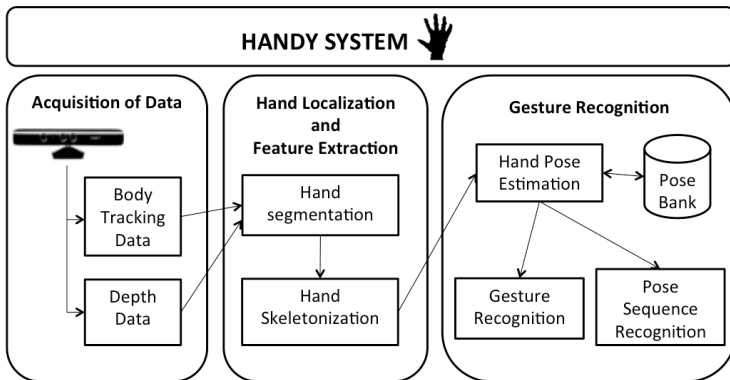 HANDY SYSTEM
Acquisition of Data
Body
Tracking
Data
Depth
Data
Hand Localization
and
Feature Extraction
Hand
segmentation
Hand
Skeletonization
Gesture Recognition
Hand Pose
Estimation
Pose
Bank
Gesture
Recognition
Pose
Sequence
Recognition